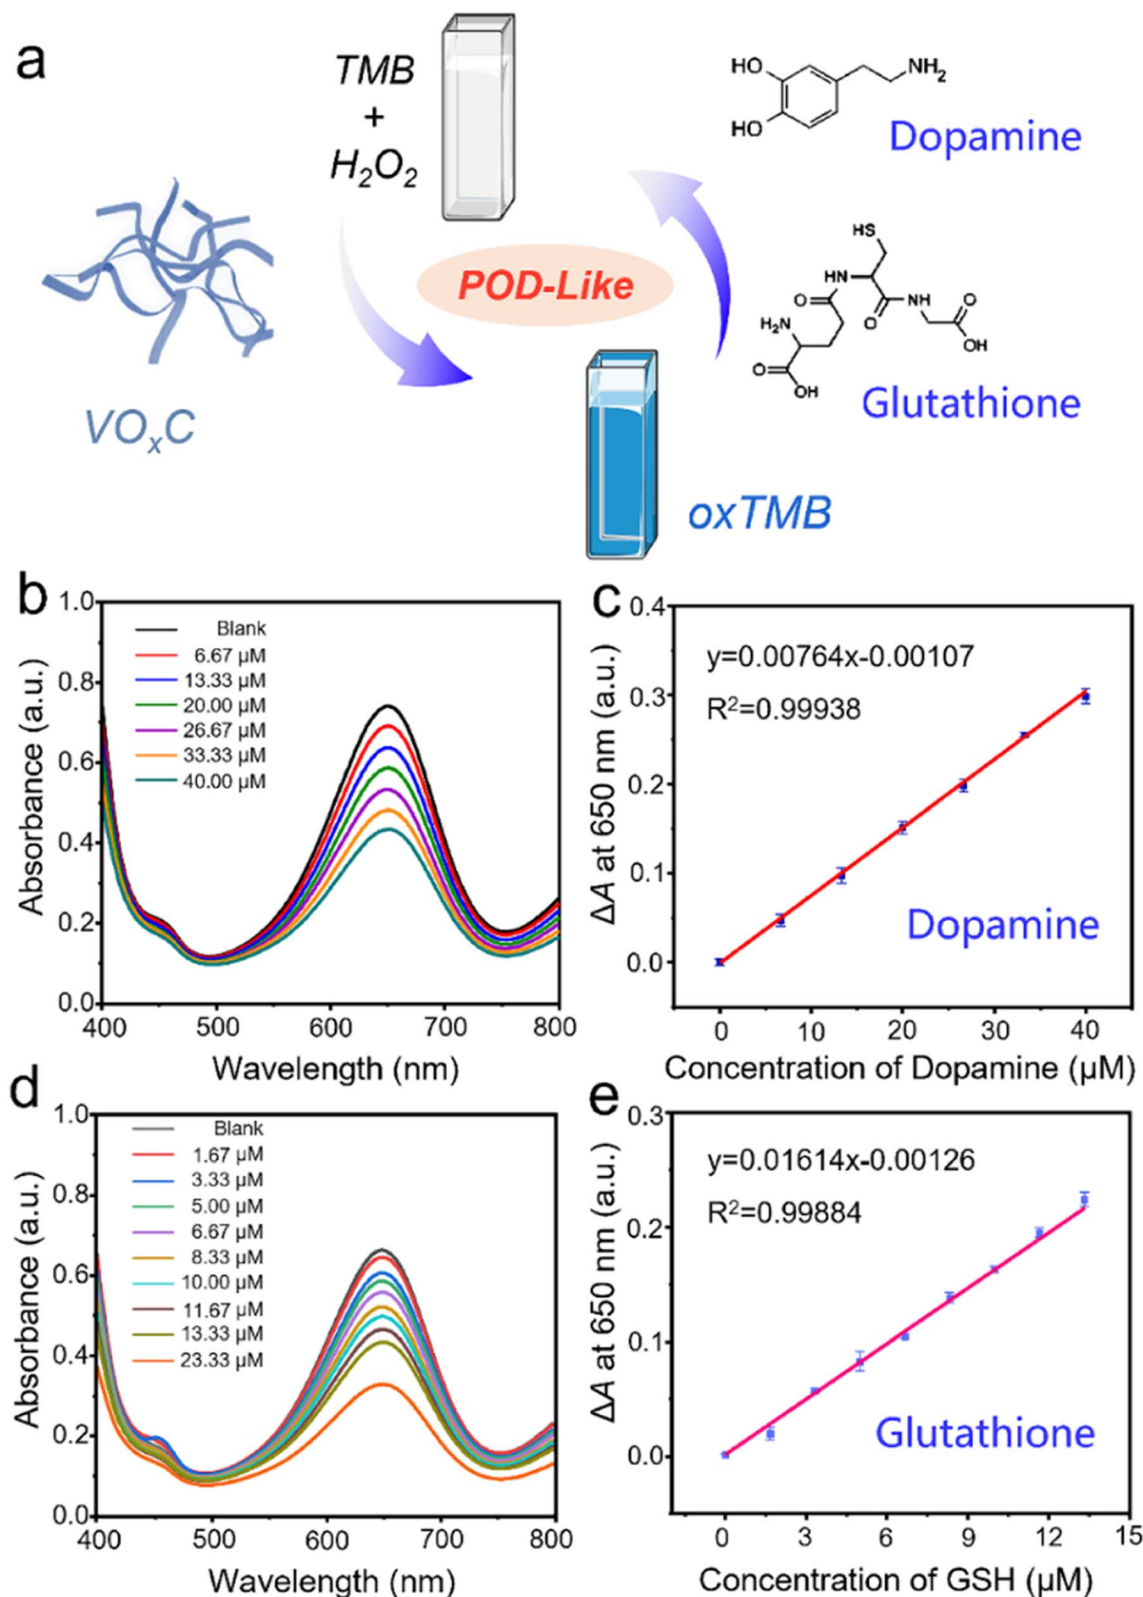 a
TMB
+
H₂O₂
HO
HO
NH₂
Dopamine
POD-Like
VOₓC
HS
HN
O
O
NH
O
OH
H₂N
O
OH
Glutathione
oxTMB
b
Absorbance (a.u.)
1.0
0.8
0.6
0.4
0.2
0.0
Blank
6.67 µM
13.33 µM
20.00 µM
26.67 µM
33.33 µM
40.00 µM
400 500 600 700 800
Wavelength (nm)
c
ΔA at 650 nm (a.u.)
0.4
0.3
0.2
0.1
0.0
y=0.00764x-0.00107
R²=0.99938
Dopamine
0 10 20 30 40
Concentration of Dopamine (µM)
d
Absorbance (a.u.)
1.0
0.8
0.6
0.4
0.2
0.0
Blank
1.67 µM
3.33 µM
5.00 µM
6.67 µM
8.33 µM
10.00 µM
11.67 µM
13.33 µM
23.33 µM
400 500 600 700 800
Wavelength (nm)
e
ΔA at 650 nm (a.u.)
0.3
0.2
0.1
0.0
y=0.01614x-0.00126
R²=0.99884
Glutathione
0 3 6 9 12 15
Concentration of GSH (µM)